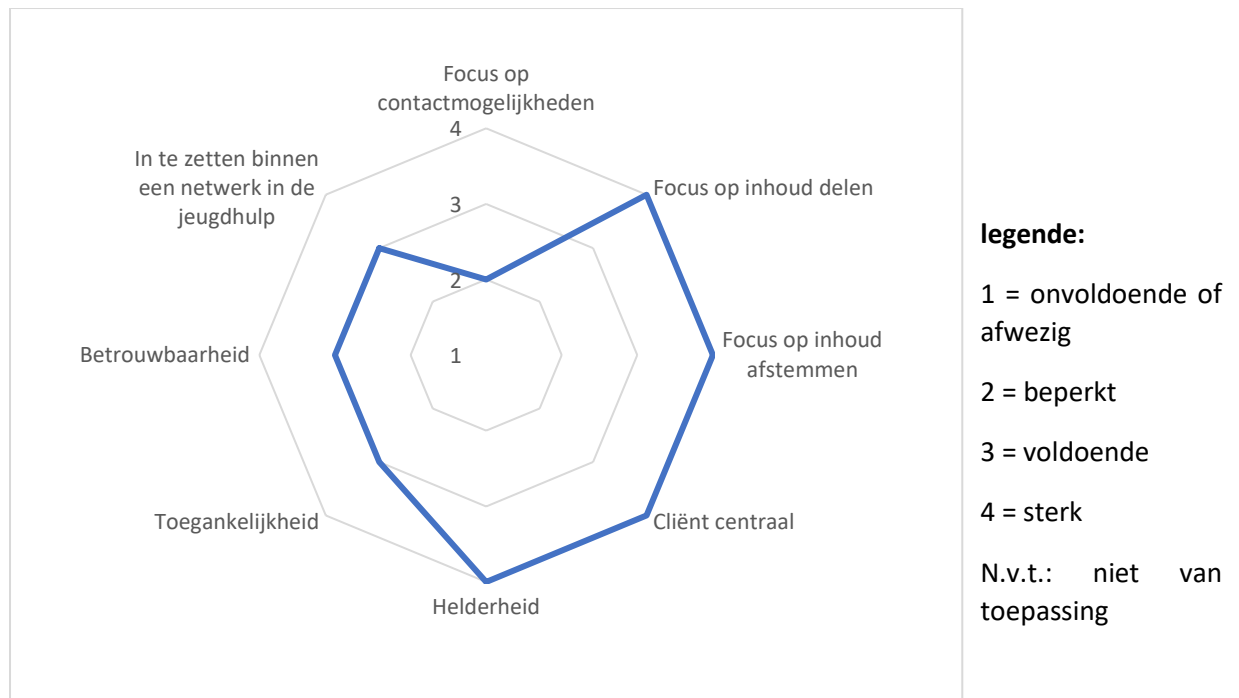 Focus op
contactmogelijkheden
4
In te zetten binnen
een netwerk in de
jeugdhulp
Focus op inhoud delen
3
2
Betrouwbaarheid
1
Focus op inhoud
afstemmen
Toegankelijkheid
Cliënt centraal
Helderheid
legende:
1 = onvoldoende of
afwezig
2 = beperkt
3 = voldoende
4 = sterk
N.v.t.: niet van
toepassing